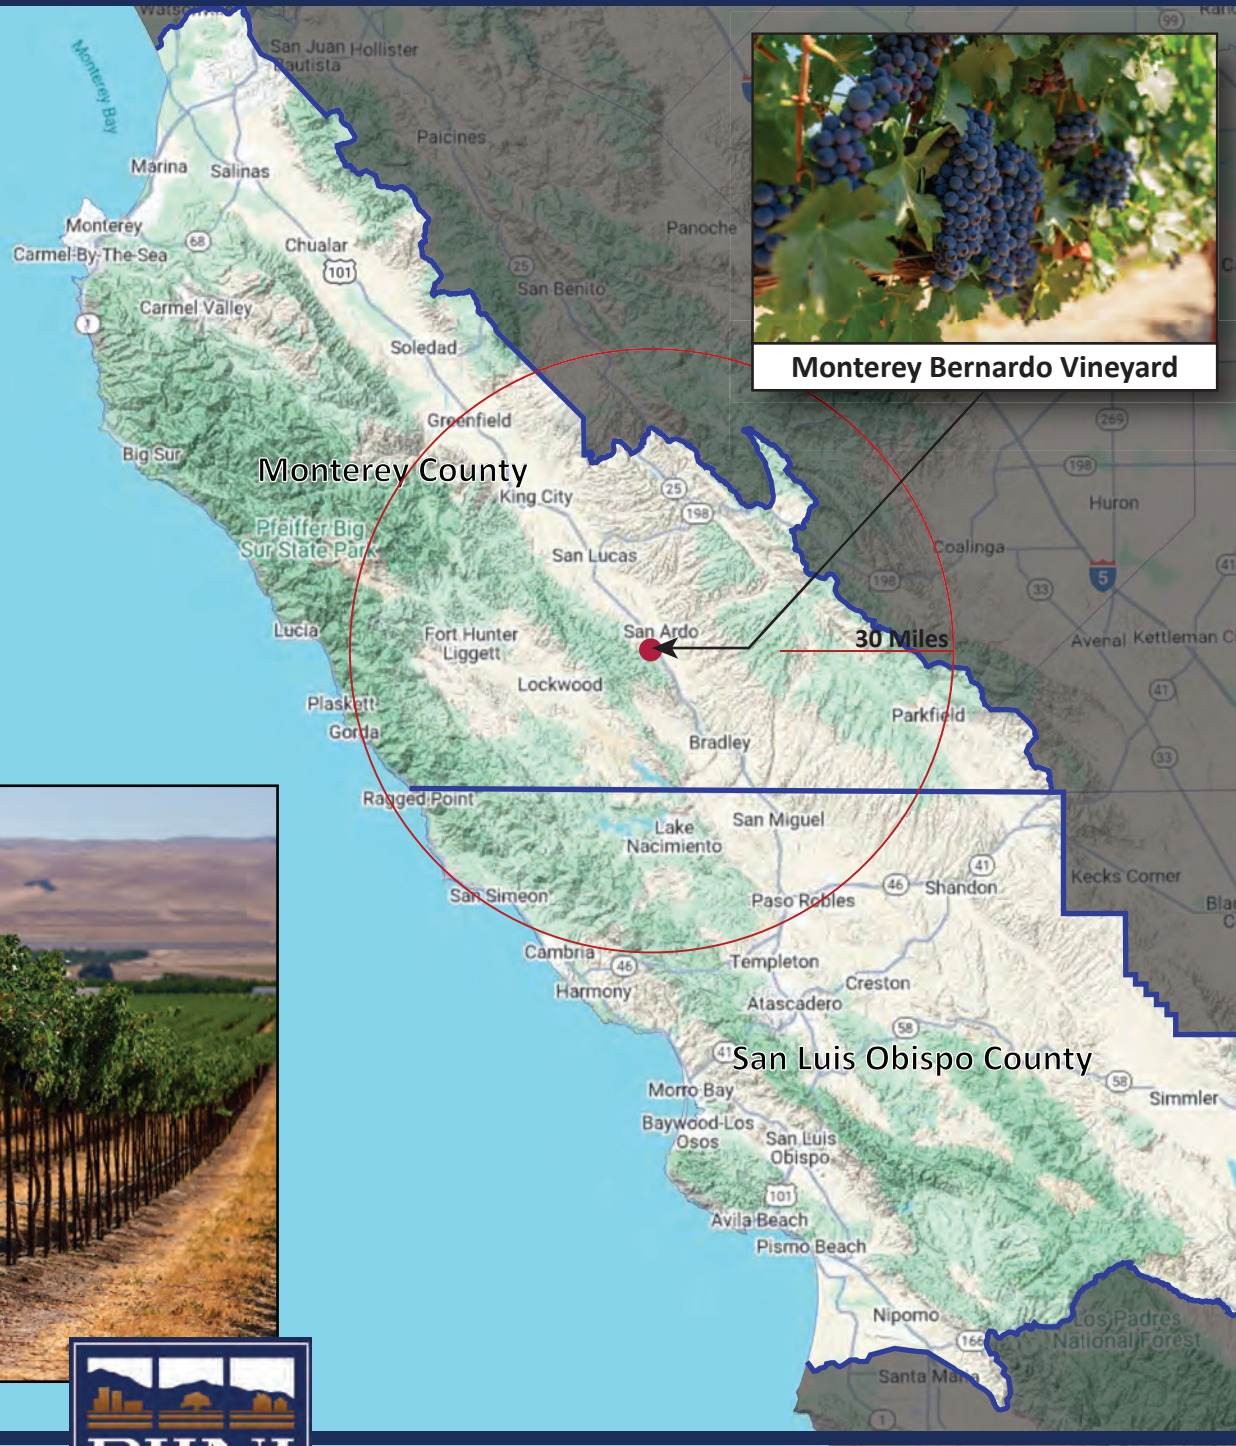 Watsonville
San Juan
Bautista
Hollister
99
Monterey Bay
Paicines
Marina
Salinas
Monterey
68
Panoche
Carmel-By-The-Sea
Chualar
101
25
San Benito
Carmel Valley
1
Soledad
Monterey Bernardo Vineyard
Greenfield
269
Big Sur
Monterey County
198
King City
25
Huron
198
Pfeiffer Big
Sur State Park
San Lucas
Coalinga
5
41
198
33
Lucia
Fort Hunter
Liggett
San Ardo
30 Miles
Avenal
Kettleman C
Lockwood
41
Plaskett
Gorda
Parkfield
Bradley
33
Ragged Point
San Miguel
Lake
Nacimiento
41
46
Shandon
Kecks Corner
San Simeon
Paso Robles
Cambria
46
Templeton
Creston
Harmony
Atascadero
58
41
San Luis Obispo County
58
Morro Bay
Simmler
Baywood-Los
Osos
San Luis
Obispo
101
Avila Beach
Pismo Beach
Nipomo
166
Los Padres
National Forest
Santa Maria
1